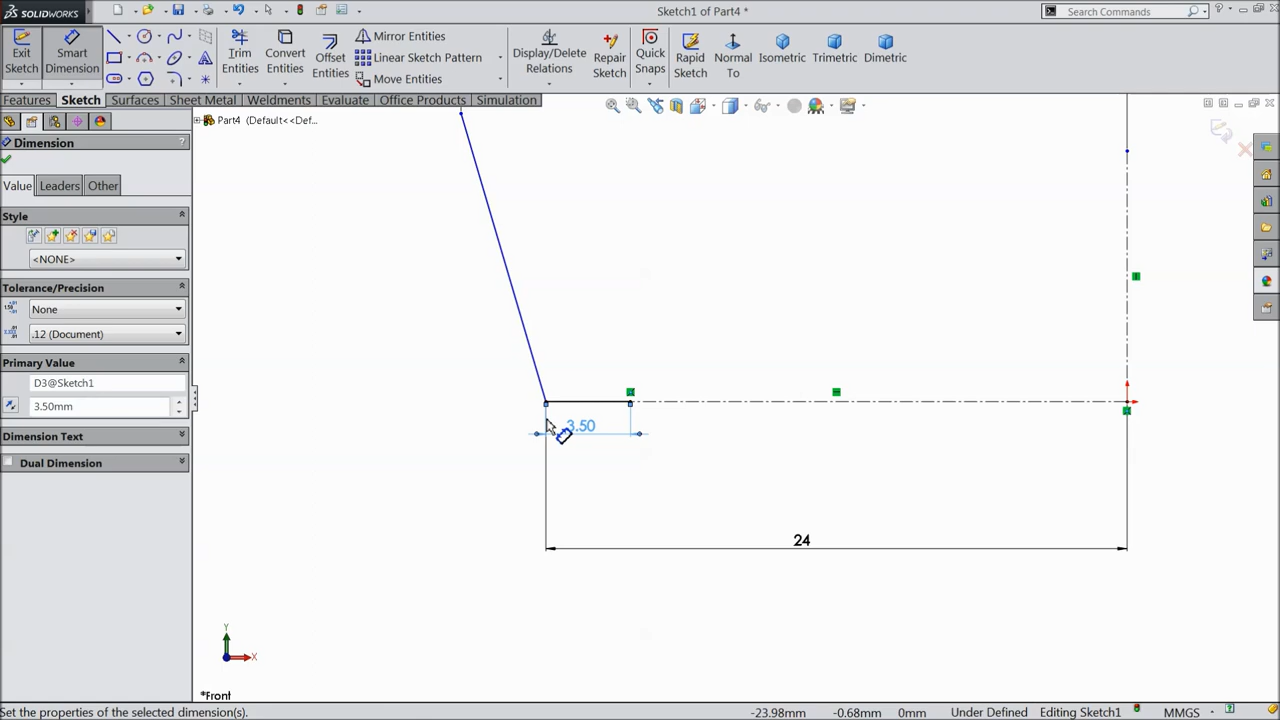 SOLIDWORKS
Sketch1 of Part4 *
Search Commands
Exit Sketch
Smart Dimension
Trim Entities
Convert Entities
Offset Entities
Mirror Entities
Linear Sketch Pattern
Move Entities
Display/Delete Relations
Repair Sketch
Quick Snaps
Rapid Sketch
Normal To
Isometric
Trimetric
Dimetric
Features
Sketch
Surfaces
Sheet Metal
Weldments
Evaluate
Office Products
Simulation
Part4 (Default<<Def...
Dimension
?
Value
Leaders
Other
Style
<NONE>
Tolerance/Precision
None
.12 (Document)
Primary Value
D3@Sketch1
3.50mm
Dimension Text
Dual Dimension
3.50
24
Y
X
*Front
Set the properties of the selected dimension(s).
-23.98mm
-0.68mm
0mm
Under Defined
Editing Sketch1
MMGS